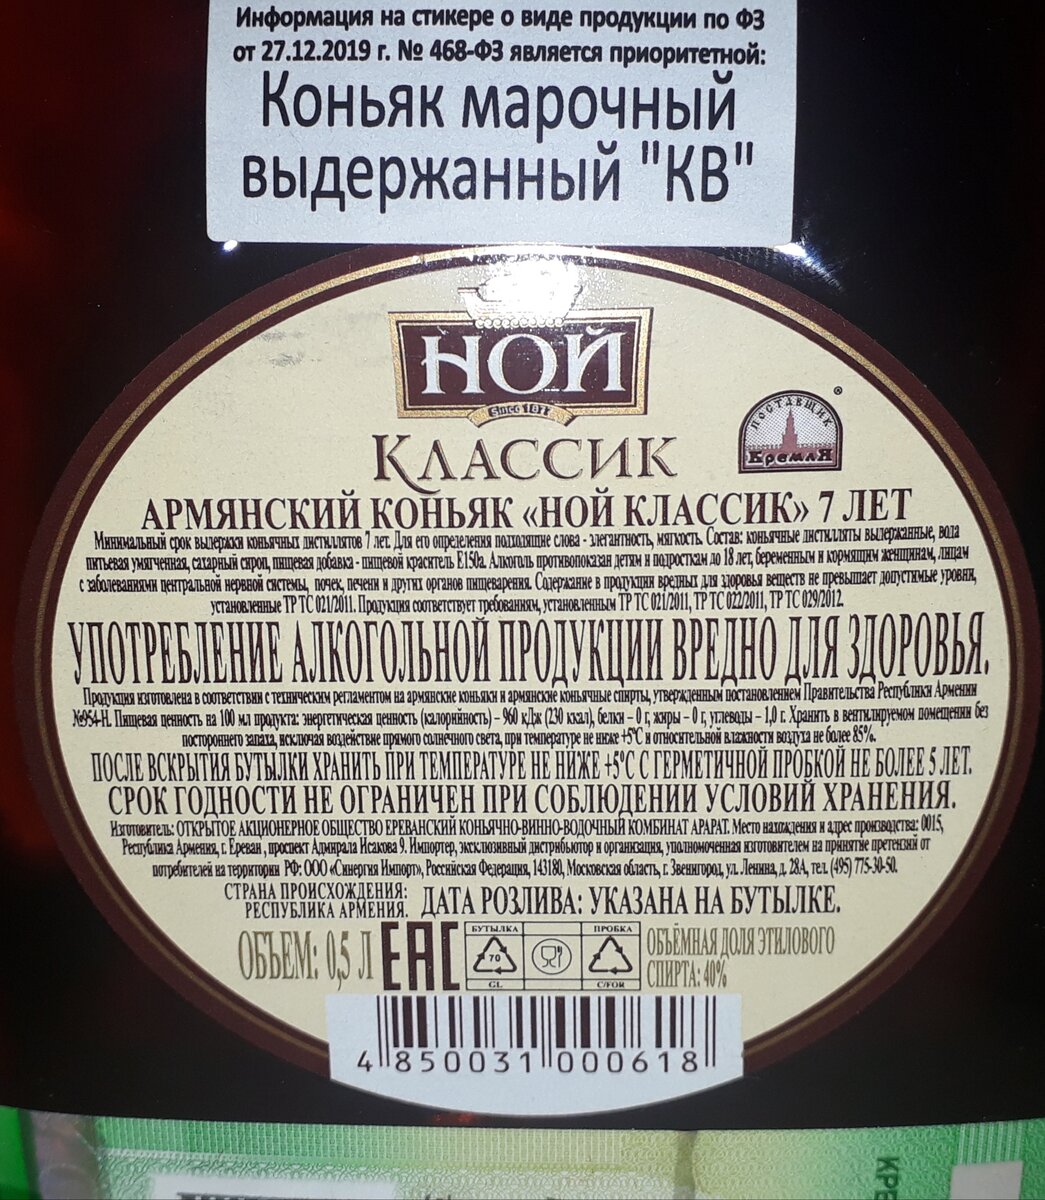 Информация на стикере о виде продукции по ФЗ
от 27.12.2019 г. № 468-ФЗ является приоритетной:
Коньяк марочный
выдержанный "КВ"
НОЙ
Since 1877
КЛАССИК
ПОСТАВЩИК
КРЕМЛЯ
®
АРМЯНСКИЙ КОНЬЯК «НОЙ КЛАССИК» 7 ЛЕТ
Минимальный срок выдержки коньячных дистиллятов 7 лет. Для его определения подходящие слова - элегантность, мягкость. Состав: коньячные дистилляты выдержанные, вода
питьевая умягченная, сахарный сироп, пищевая добавка - пищевой краситель Е150а. Алкоголь противопоказан детям и подросткам до 18 лет, беременным и кормящим женщинам, лицам
с заболеваниями центральной нервной системы, почек, печени и других органов пищеварения. Содержание в продукции вредных для здоровья веществ не превышает допустимые уровни,
установленные ТР ТС 021/2011. Продукция соответствует требованиям, установленным ТР ТС 021/2011, ТР ТС 022/2011, ТР ТС 029/2012.
УПОТРЕБЛЕНИЕ АЛКОГОЛЬНОЙ ПРОДУКЦИИ ВРЕДНО ДЛЯ ЗДОРОВЬЯ.
Продукция изготовлена в соответствии с техническим регламентом на армянские коньяки и армянские коньячные спирты, утвержденным постановлением Правительства Республики Армении
№954-Н. Пищевая ценность на 100 мл продукта: энергетическая ценность (калорийность) – 960 кДж (230 ккал), белки – 0 г, жиры – 0 г, углеводы – 1,0 г. Хранить в вентилируемом помещении без
постороннего запаха, исключая воздействие прямого солнечного света, при температуре не ниже +5°С и относительной влажности воздуха не более 85%.
ПОСЛЕ ВСКРЫТИЯ БУТЫЛКИ ХРАНИТЬ ПРИ ТЕМПЕРАТУРЕ НЕ НИЖЕ +5°С С ГЕРМЕТИЧНОЙ ПРОБКОЙ НЕ БОЛЕЕ 5 ЛЕТ.
СРОК ГОДНОСТИ НЕ ОГРАНИЧЕН ПРИ СОБЛЮДЕНИИ УСЛОВИЙ ХРАНЕНИЯ.
Изготовитель: ОТКРЫТОЕ АКЦИОНЕРНОЕ ОБЩЕСТВО ЕРЕВАНСКИЙ КОНЬЯЧНО-ВИННО-ВОДОЧНЫЙ КОМБИНАТ АРАРАТ. Место нахождения и адрес производства: 0015,
Республика Армения, г. Ереван , проспект Адмирала Исакова 9. Импортер, эксклюзивный дистрибьютор и организация, уполномоченная изготовителем на принятие претензий от
потребителей на территории РФ: ООО «Синергия Импорт», Российская Федерация, 143180, Московская область, г. Звенигород, ул. Ленина, д. 28А, тел. (495) 775-30-50.
СТРАНА ПРОИСХОЖДЕНИЯ:
РЕСПУБЛИКА АРМЕНИЯ.
ДАТА РОЗЛИВА: УКАЗАНА НА БУТЫЛКЕ.
ОБЪЕМ: 0,5 Л
EAC
БУТЫЛКА
70
GL
ПРОБКА
C/FOR
ОБЪЁМНАЯ ДОЛЯ ЭТИЛОВОГО
СПИРТА: 40%
4 850031 000618
КРЕ